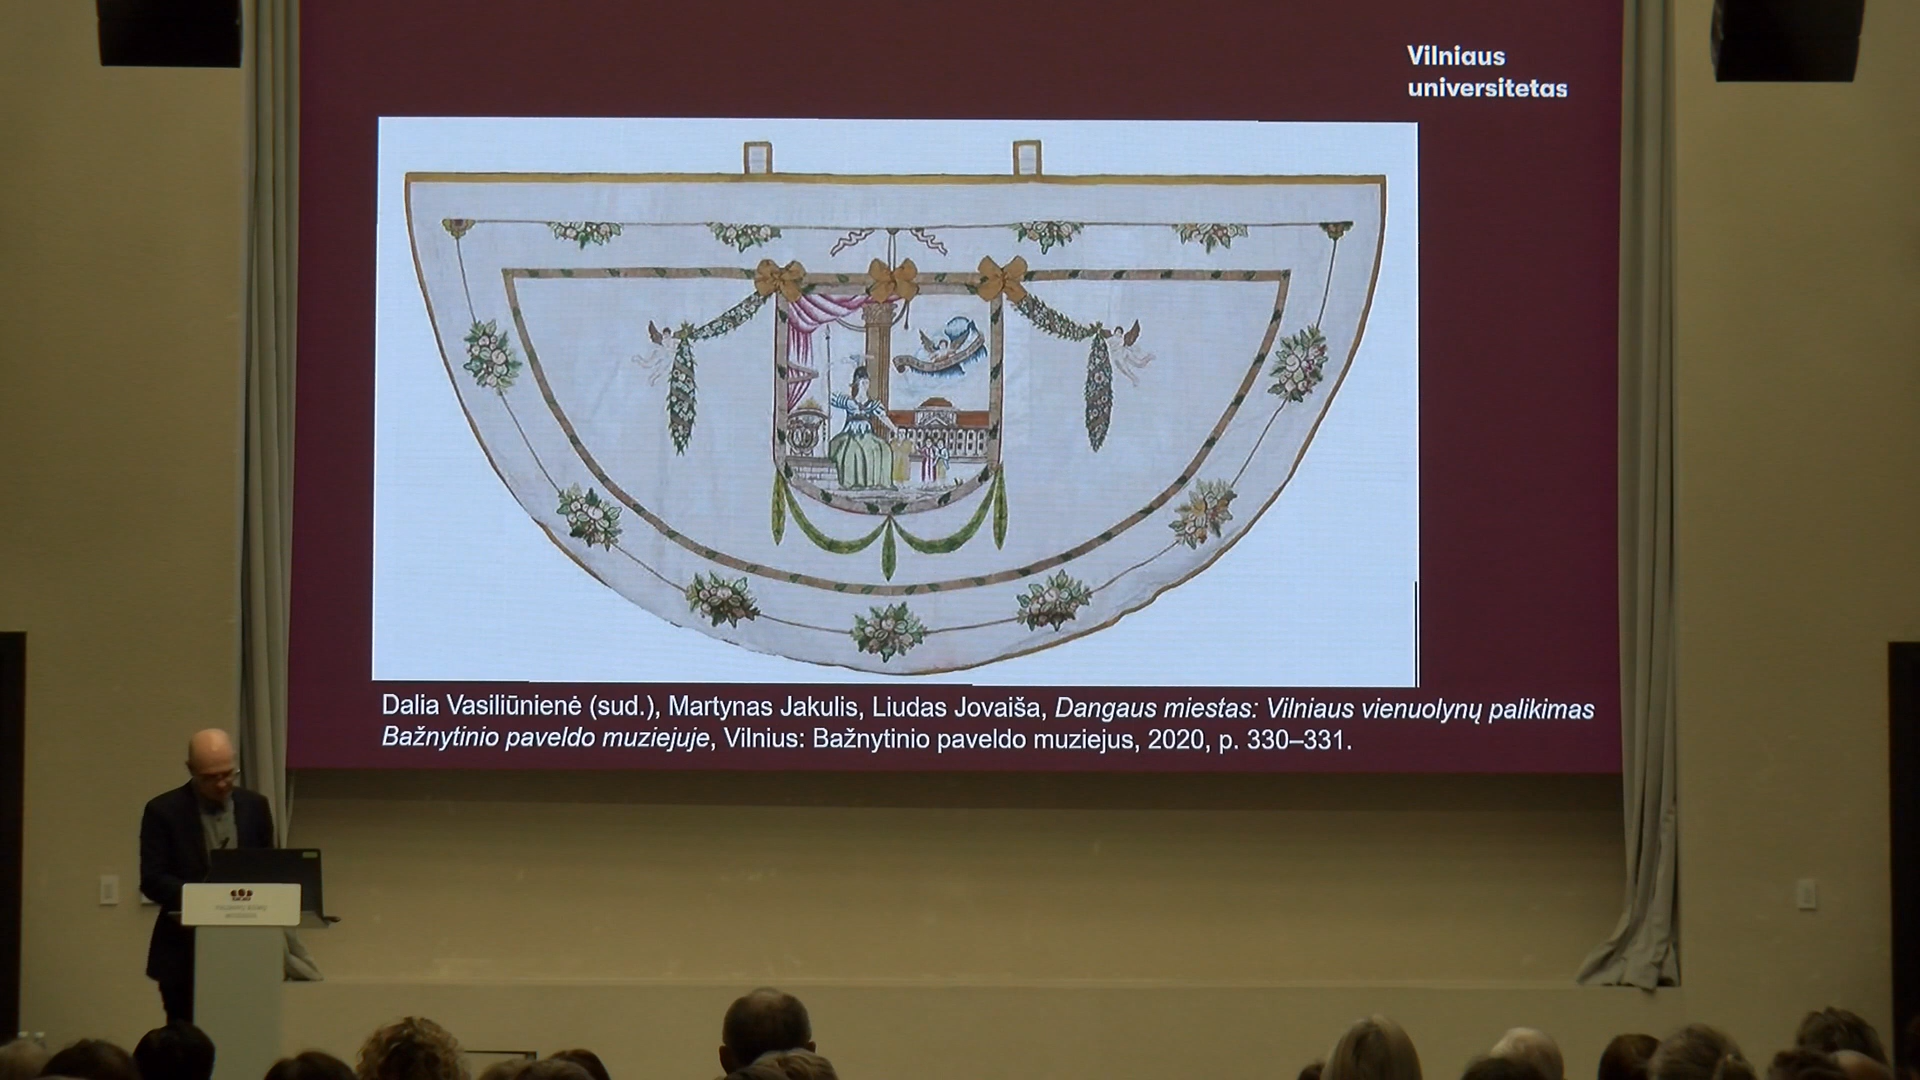 Vilniaus
universitetas
Dalia Vasiliūnienė (sud.), Martynas Jakulis, Liudas Jovaiša, Dangaus miestas: Vilniaus vienuolynų palikimas
Bažnytinio paveldo muziejuje, Vilnius: Bažnytinio paveldo muziejus, 2020, p. 330–331.